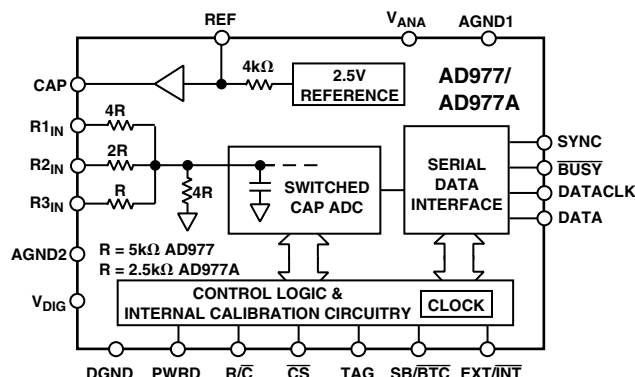 REF
VANA
AGND1
CAP
4kΩ
2.5V
REFERENCE
AD977/
AD977A
R1IN
4R
R2IN
2R
R3IN
R
4R
SWITCHED
CAP ADC
SERIAL
DATA
INTERFACE
SYNC
BUSY
DATACLK
DATA
AGND2
R = 5kΩ AD977
R = 2.5kΩ AD977A
VDIG
CONTROL LOGIC &
INTERNAL CALIBRATION CIRCUITRY
CLOCK
DGND
PWRD
R/C
CS
TAG
SB/BTC
EXT/INT